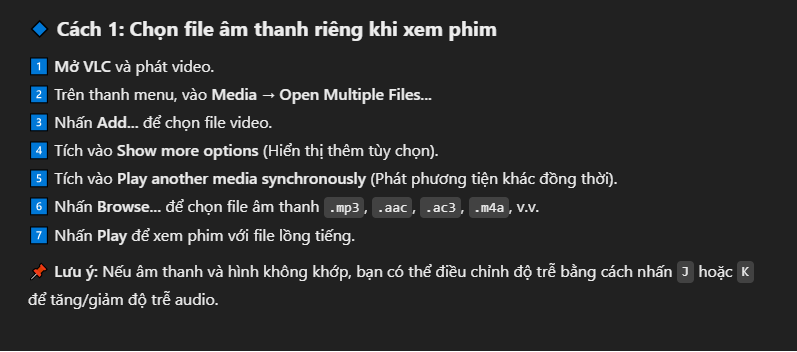 🔹 Cách 1: Chọn file âm thanh riêng khi xem phim
1 Mở VLC và phát video.
2 Trên thanh menu, vào Media → Open Multiple Files...
3 Nhấn Add... để chọn file video.
4 Tích vào Show more options (Hiển thị thêm tùy chọn).
5 Tích vào Play another media synchronously (Phát phương tiện khác đồng thời).
6 Nhấn Browse... để chọn file âm thanh .mp3, .aac, .ac3, .m4a, v.v.
7 Nhấn Play để xem phim với file lồng tiếng.
📌 Lưu ý: Nếu âm thanh và hình không khớp, bạn có thể điều chỉnh độ trễ bằng cách nhấn J hoặc K
để tăng/giảm độ trễ audio.